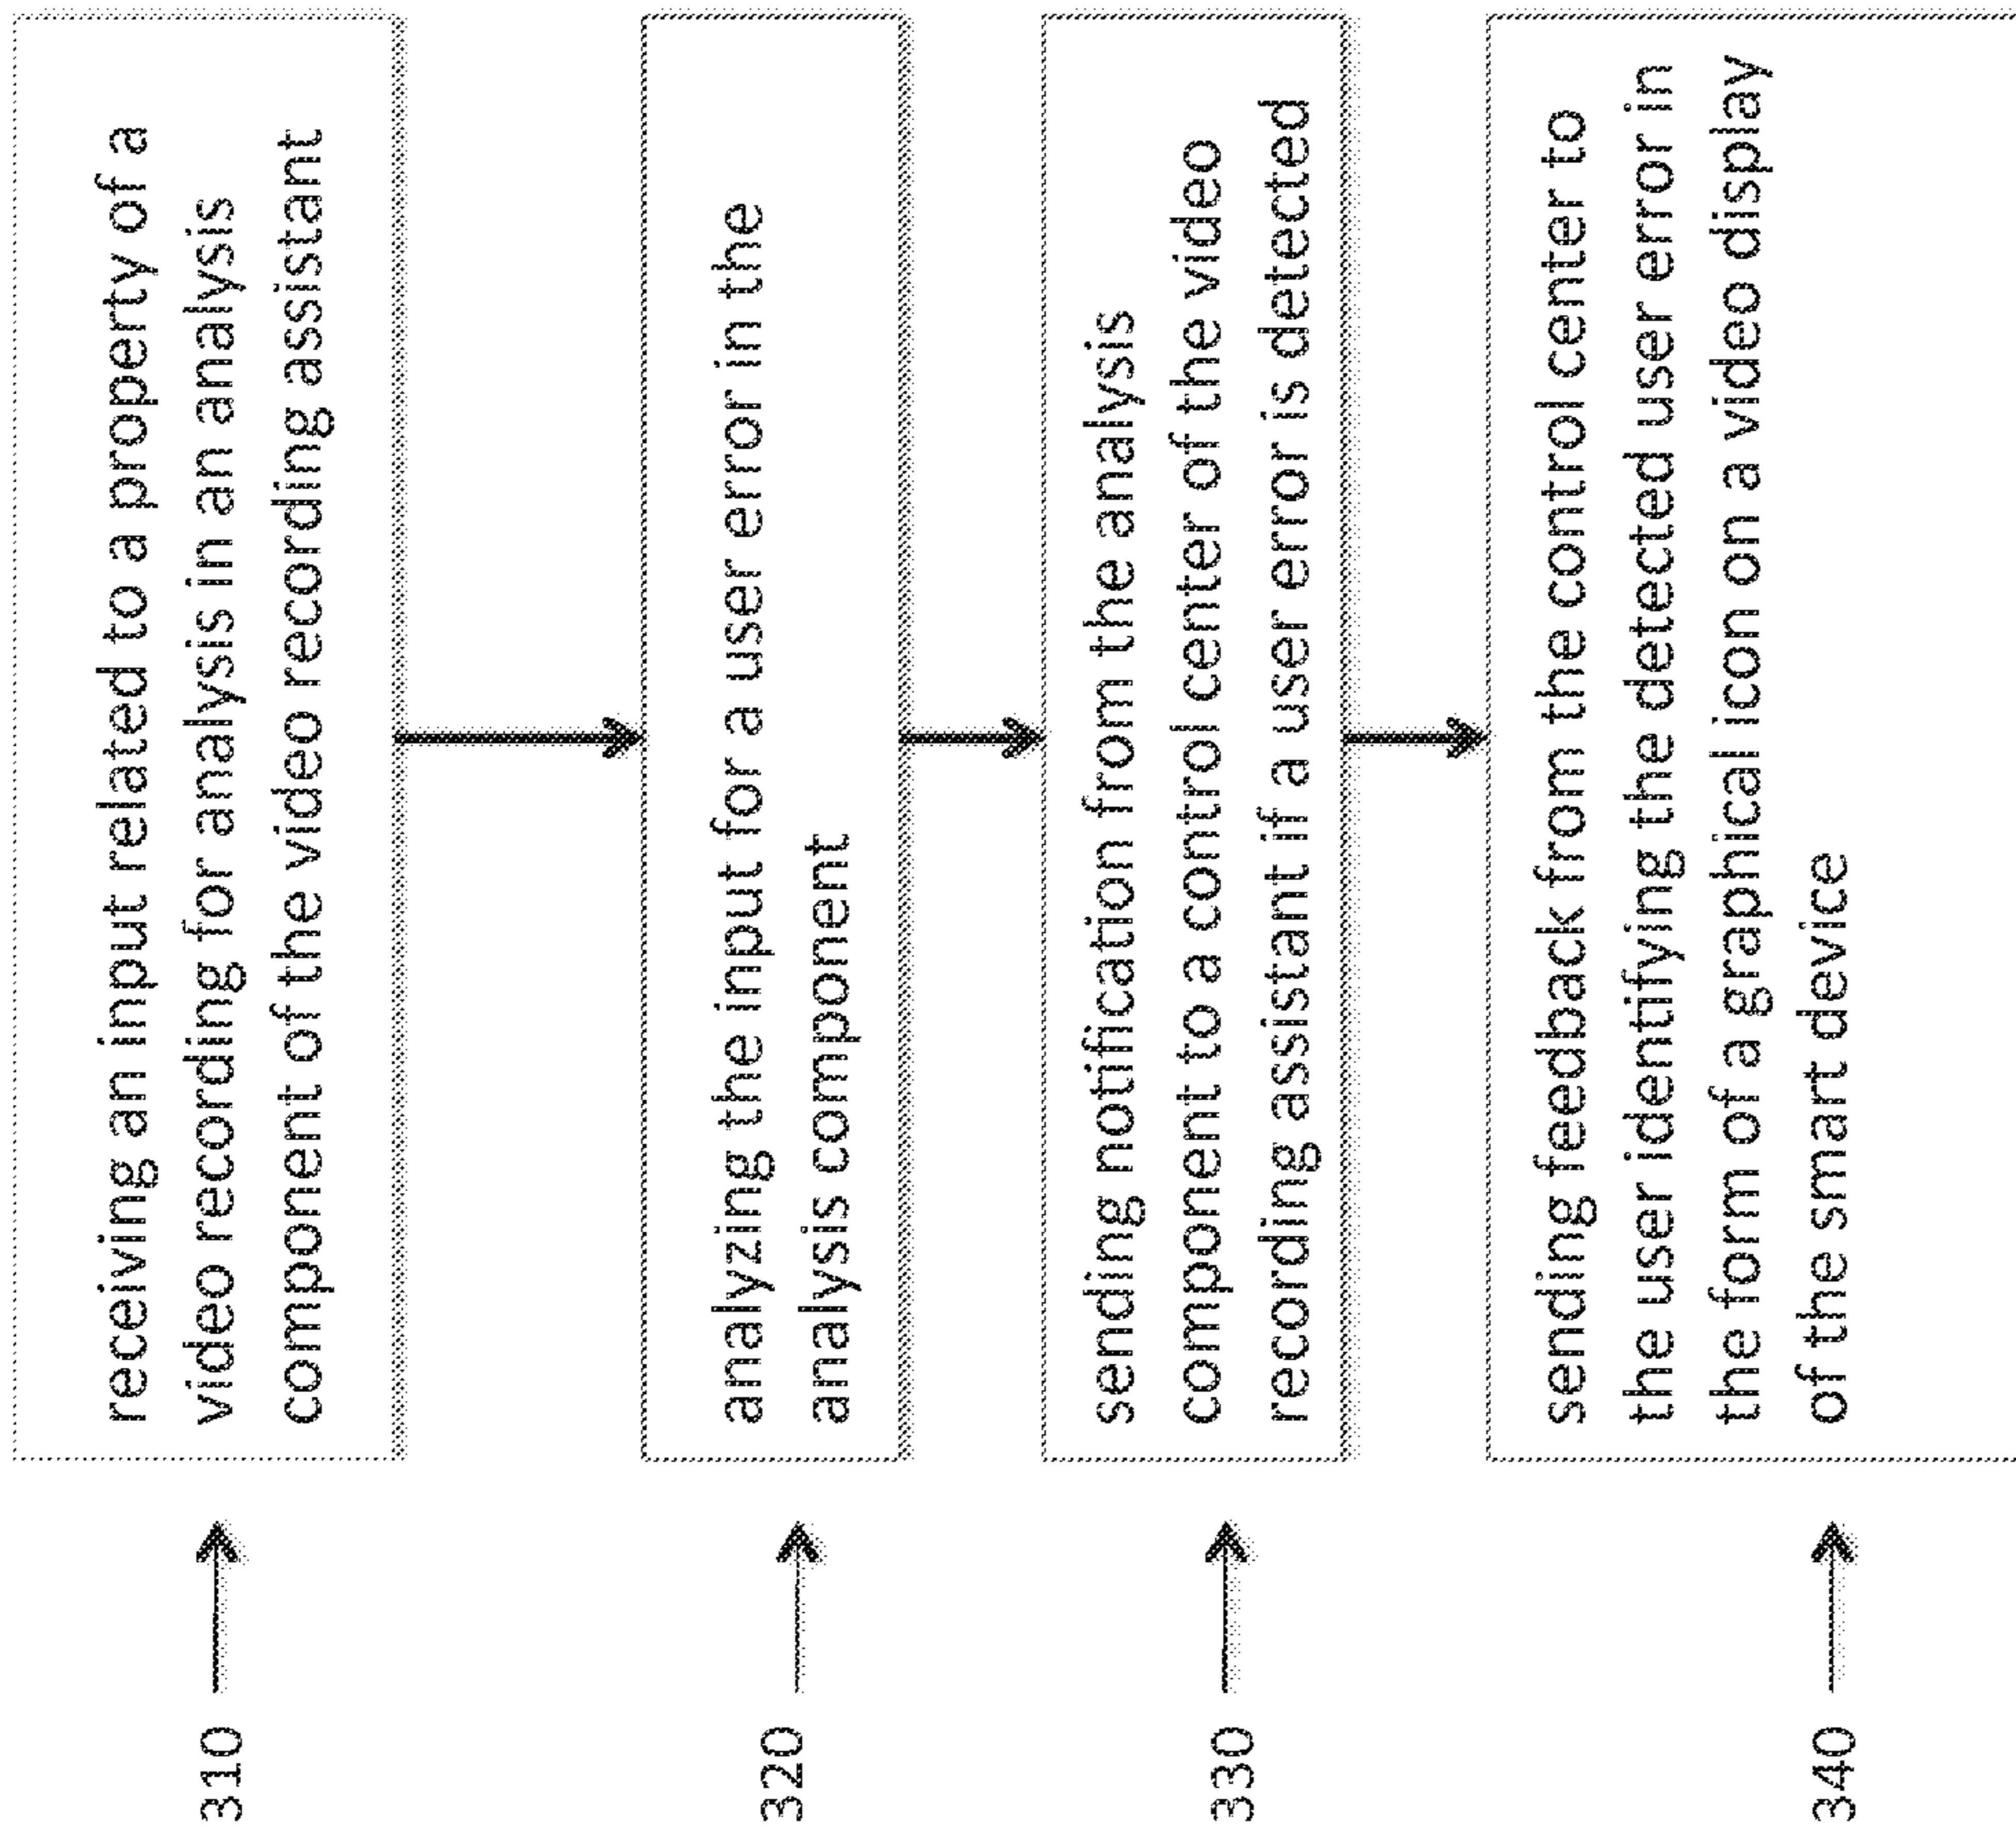 310
receiving an input related to a property of a
video recording for analysis in an analysis
component of the video recording assistant
320
analyzing the input for a user error in the
analysis component
330
sending notification from the analysis
component to a control center of the video
recording assistant if a user error is detected
340
sending feedback from the control center to
the user identifying the detected user error in
the form of a graphical icon on a video display
of the smart device